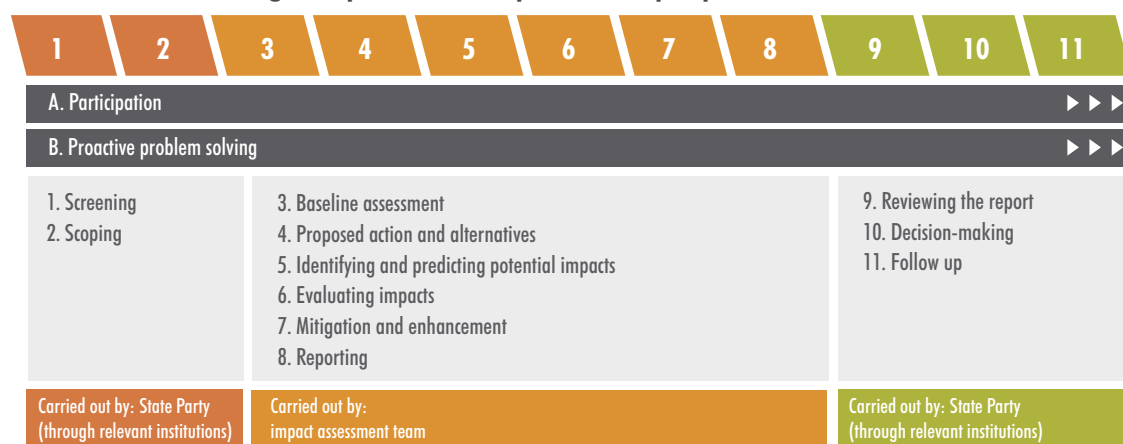 1 2 3 4 5 6 7 8 9 10 11
A. Participation
B. Proactive problem solving
1. Screening
2. Scoping
3. Baseline assessment
4. Proposed action and alternatives
5. Identifying and predicting potential impacts
6. Evaluating impacts
7. Mitigation and enhancement
8. Reporting
9. Reviewing the report
10. Decision-making
11. Follow up
Carried out by: State Party
(through relevant institutions)
Carried out by:
impact assessment team
Carried out by: State Party
(through relevant institutions)